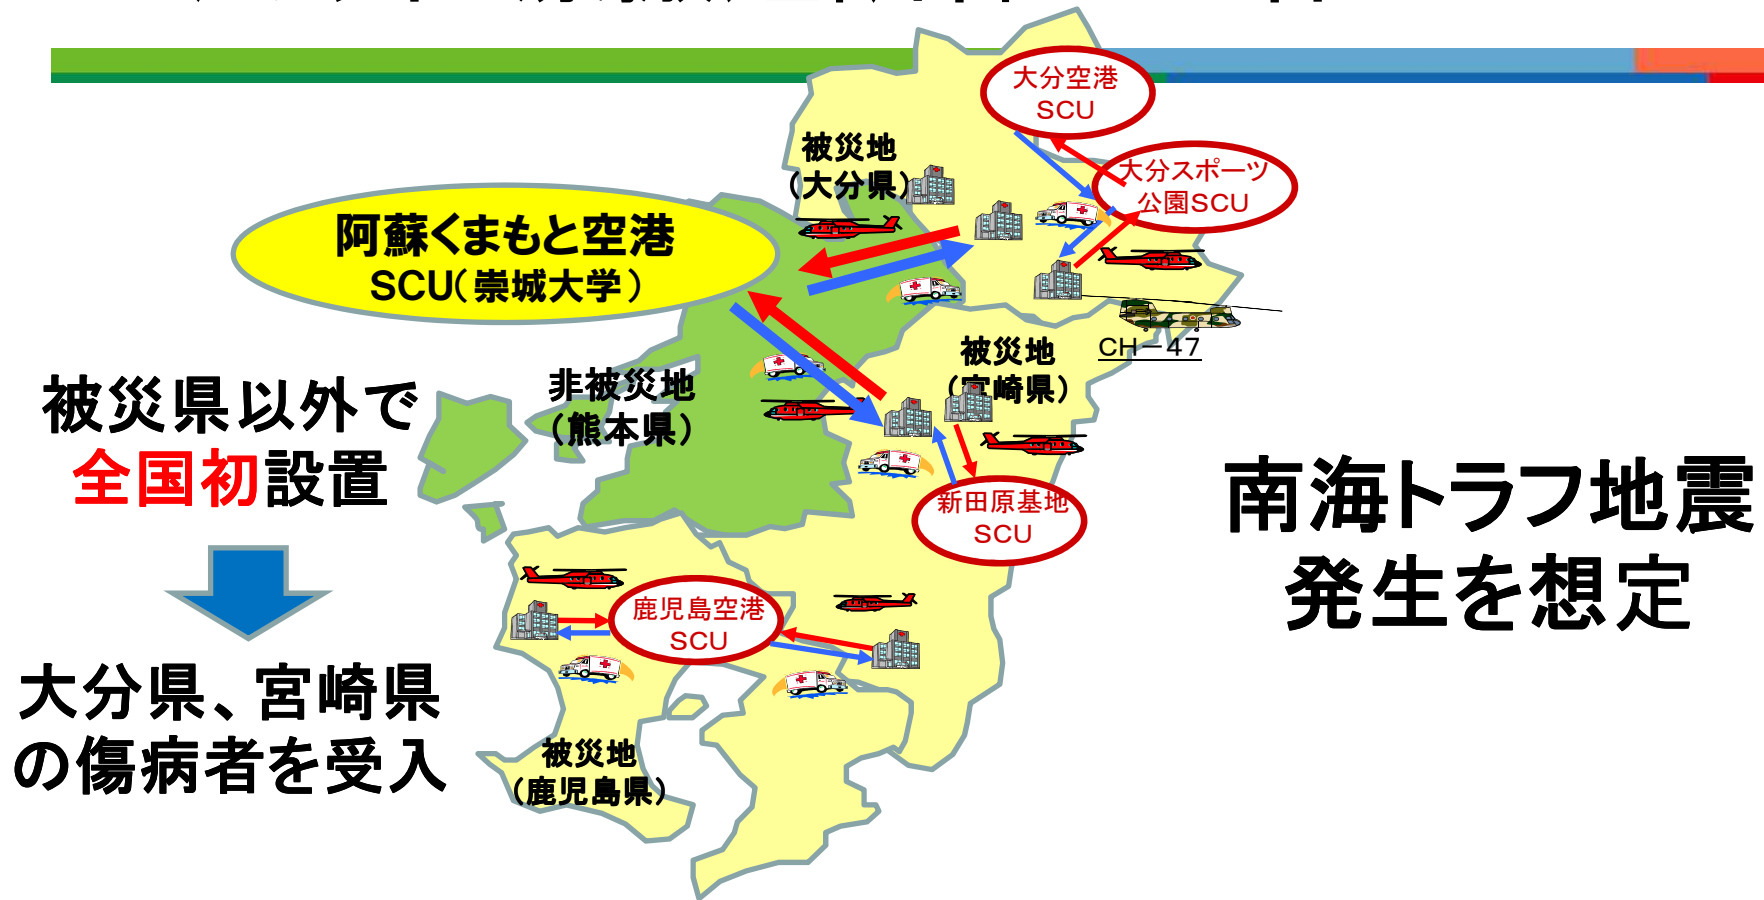 大分空港
SCU
被災地
(大分県)
大分スポーツ
公園SCU
阿蘇くまもと空港
SCU(崇城大学)
CH－47
被災地
(宮崎県)
非被災地
(熊本県)
被災県以外で
全国初設置
新田原基地
SCU
南海トラフ地震
発生を想定
鹿児島空港
SCU
大分県、宮崎県
の傷病者を受入
被災地
(鹿児島県)